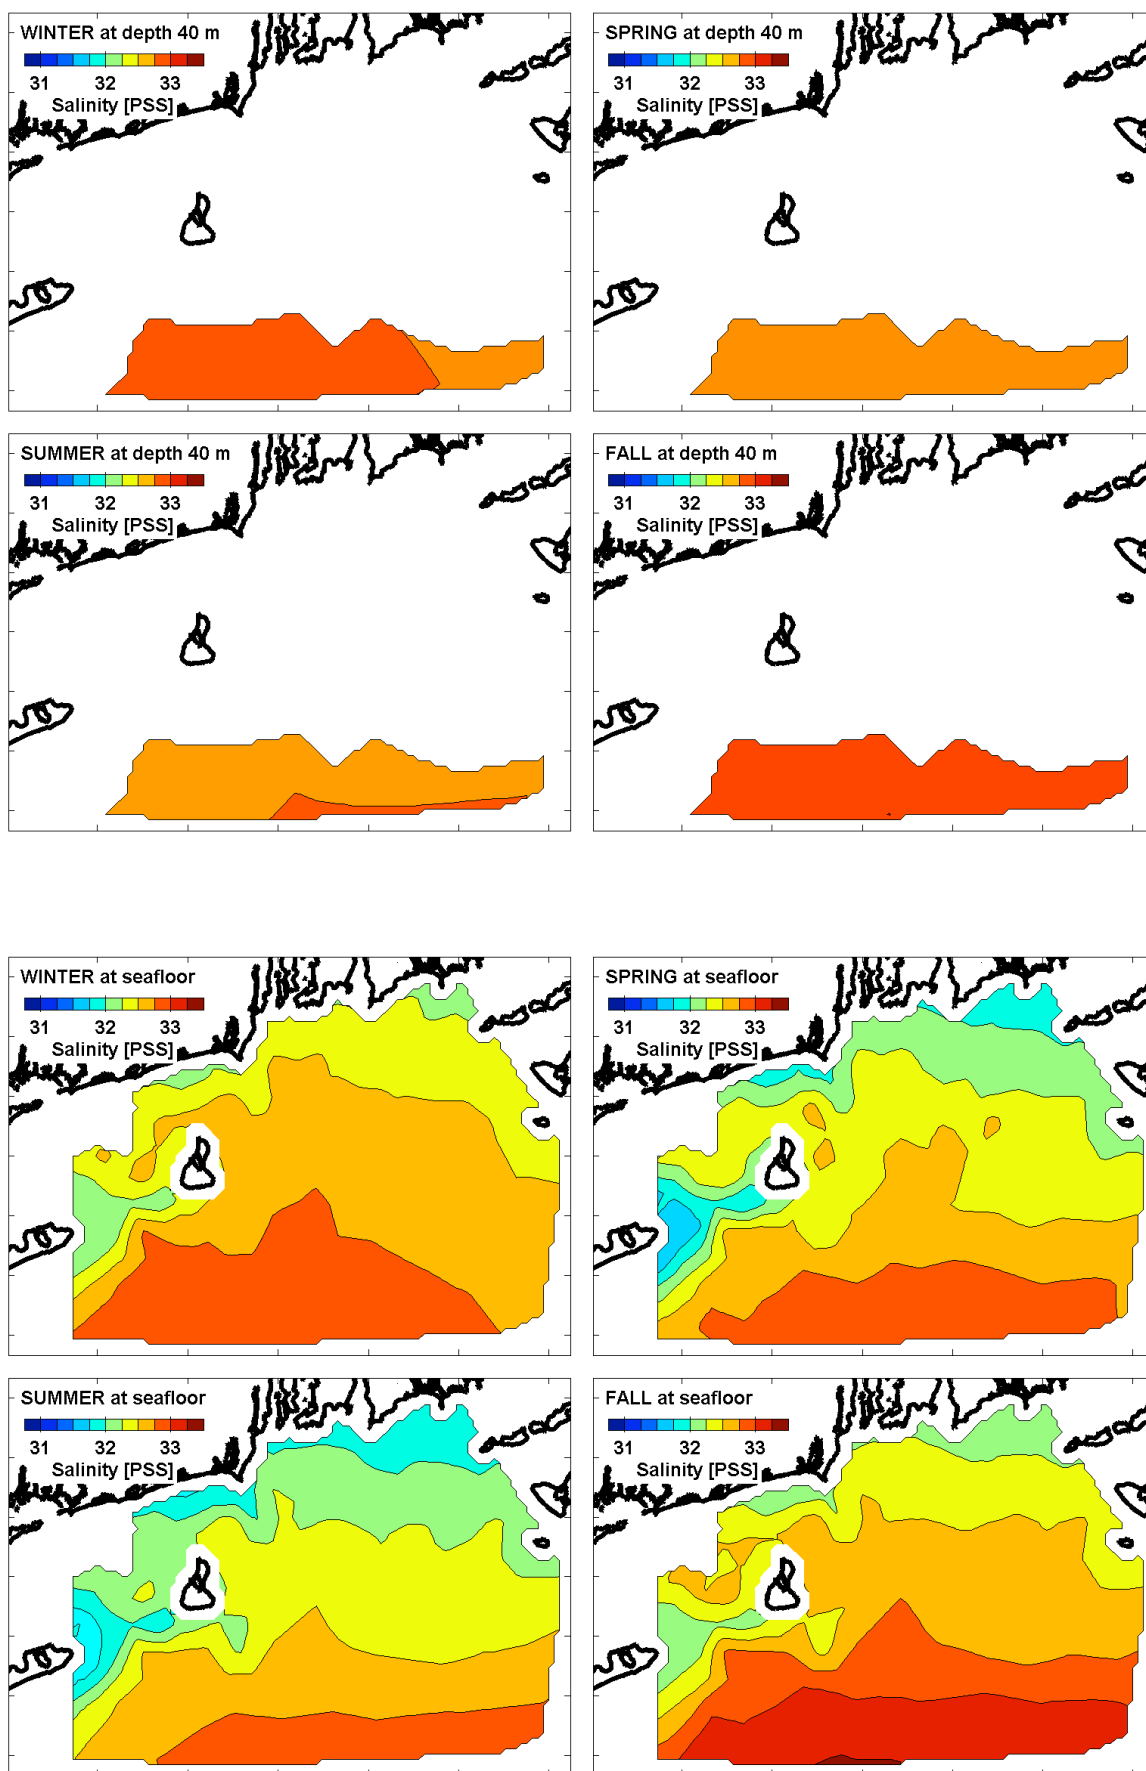 WINTER at depth 40 m
31 32 33
Salinity [PSS]
SPRING at depth 40 m
31 32 33
Salinity [PSS]
SUMMER at depth 40 m
31 32 33
Salinity [PSS]
FALL at depth 40 m
31 32 33
Salinity [PSS]
WINTER at seafloor
31 32 33
Salinity [PSS]
SPRING at seafloor
31 32 33
Salinity [PSS]
SUMMER at seafloor
31 32 33
Salinity [PSS]
FALL at seafloor
31 32 33
Salinity [PSS]